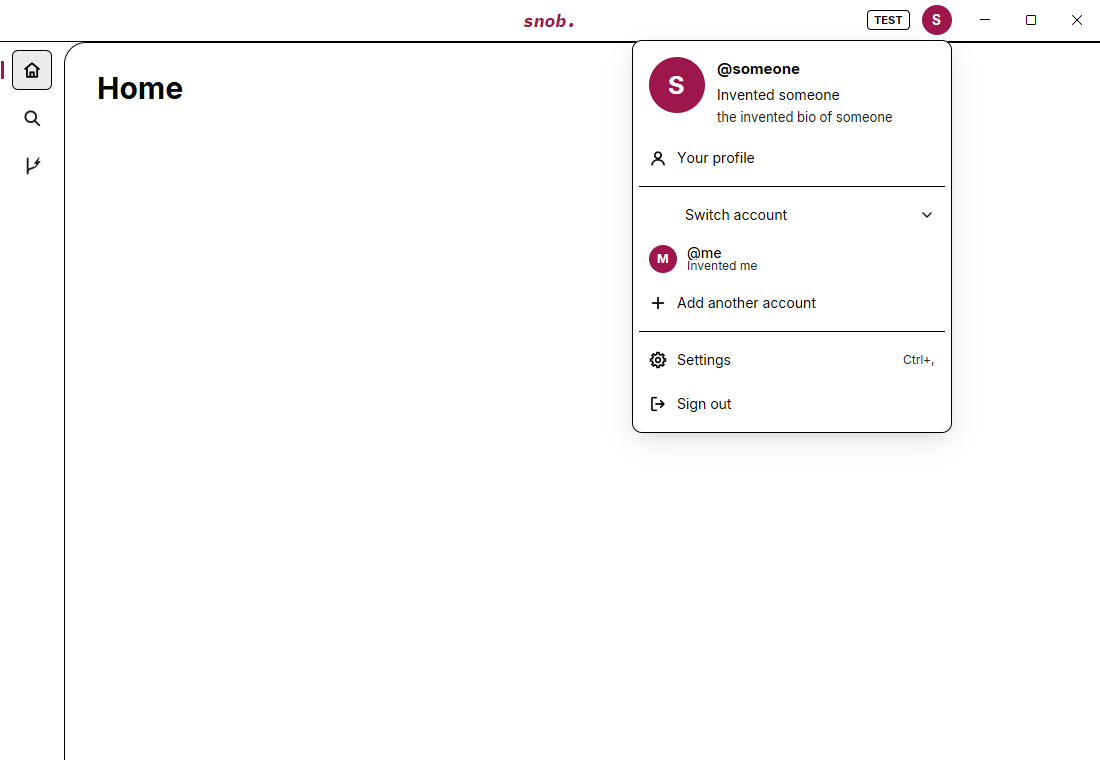 snob.
TEST
S
Home
S
@someone
Invented someone
the invented bio of someone
Your profile
Switch account
M
@me
Invented me
Add another account
Settings
Ctrl+,
Sign out